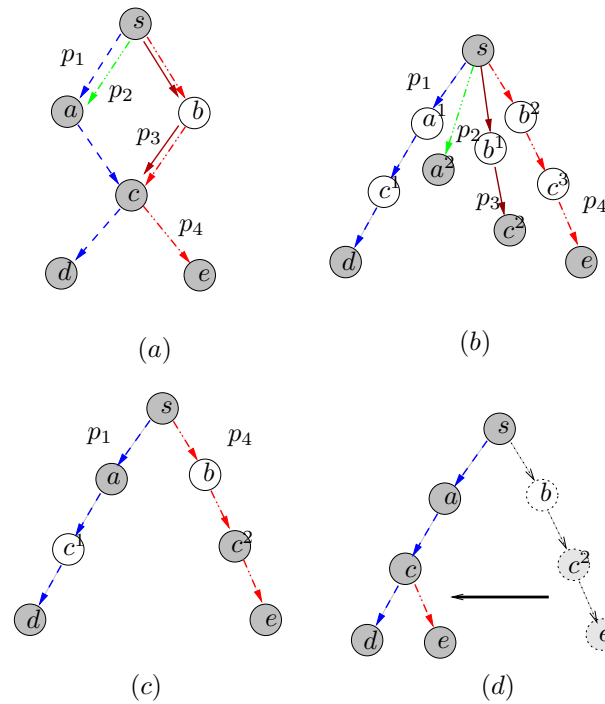 s
p₁
a
p₂
b
p₃
c
p₄
d
e
(a)
s
p₁
a¹
b²
p₂
b¹
a²
c¹
c³
p₃
p₄
c²
d
e
(b)
s
p₁
p₄
a
b
c¹
c²
d
e
(c)
s
a
b
c
c²
d
e
e
(d)